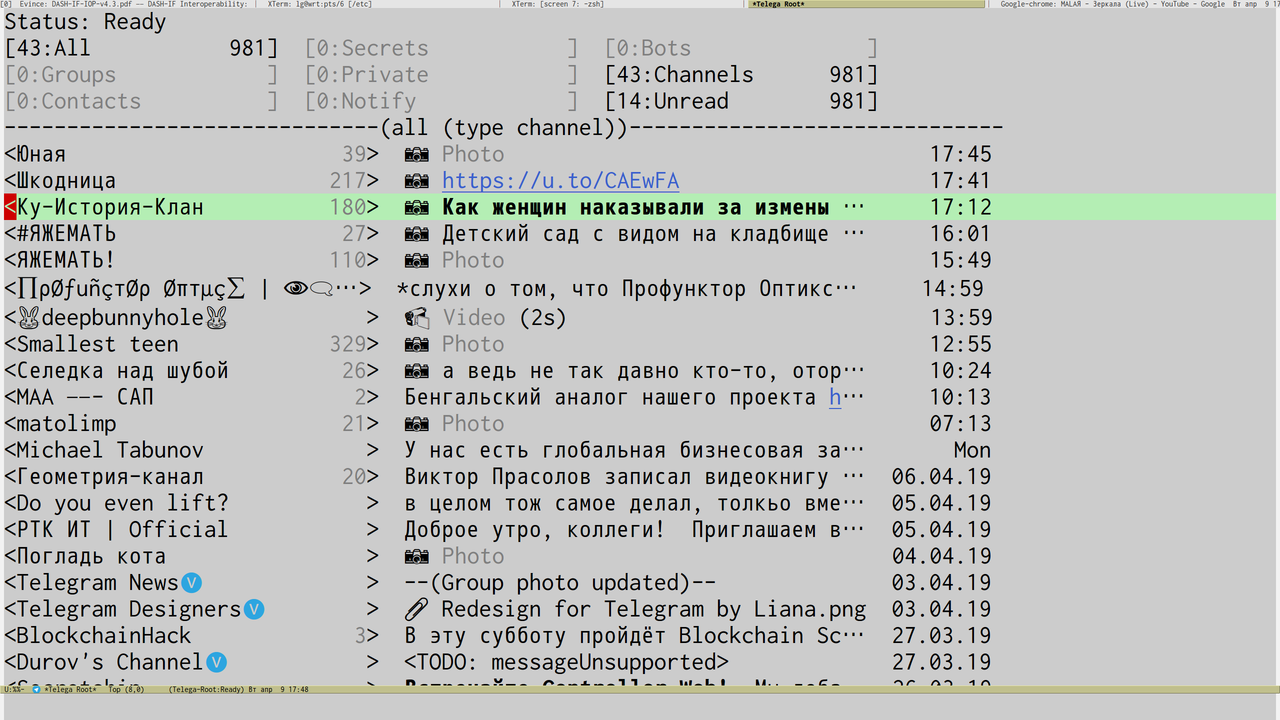 [0] Evince: DASH-IF-IOP-v4.3.pdf -- DASH-IF Interoperability: | XTerm: lg@wrt:pts/6 [/etc] | XTerm: [screen 7: ~zsh] | *Telega Root* | Google-chrome: MALAЯ - Зеркала (Live) - YouTube - Google Вт апр 9 17
Status: Ready
[43:All 981] [0:Secrets ] [0:Bots ]
[0:Groups ] [0:Private ] [43:Channels 981]
[0:Contacts ] [0:Notify ] [14:Unread 981]
------------------------------(all (type channel))------------------------------
<Юная 39> 📷 Photo 17:45
<Шкодница 217> 📷 https://u.to/CAEwFA 17:41
<Ку-История-Клан 180> 📷 Как женщин наказывали за измены ⋯ 17:12
<#ЯЖЕМАТЬ 27> 📷 Детский сад с видом на кладбище ⋯ 16:01
<ЯЖЕМАТЬ! 110> 📷 Photo 15:49
<∏ρØƒuñçтØρ Øπтµç∑ | 👁🗨⋯> *слухи о том, что Профунктор Оптикс⋯ 14:59
<🐰deepbunnyhole🐰 > 📹 Video (2s) 13:59
<Smallest teen 329> 📷 Photo 12:55
<Селедка над шубой 26> 📷 а ведь не так давно кто-то, отор⋯ 10:24
<МАА ——- САП 2> Бенгальский аналог нашего проекта h⋯ 10:13
<matolimp 21> 📷 Photo 07:13
<Michael Tabunov > У нас есть глобальная бизнесовая за⋯ Mon
<Геометрия-канал 20> Виктор Прасолов записал видеокнигу ⋯ 06.04.19
<Do you even lift? > в целом тож самое делал, толкьо вме⋯ 05.04.19
<РТК ИТ | Official > Доброе утро, коллеги!  Приглашаем в⋯ 05.04.19
<Погладь кота > 📷 Photo 04.04.19
<Telegram NewsV > --(Group photo updated)-- 03.04.19
<Telegram DesignersV > 📎 Redesign for Telegram by Liana.png 03.04.19
<BlockchainHack 3> В эту субботу пройдёт Blockchain Sc⋯ 27.03.19
<Durov's ChannelV > <TODO: messageUnsupported> 27.03.19
U:%%- *Telega Root* Top (8,0) (Telega-Root:Ready) Вт апр 9 17:48